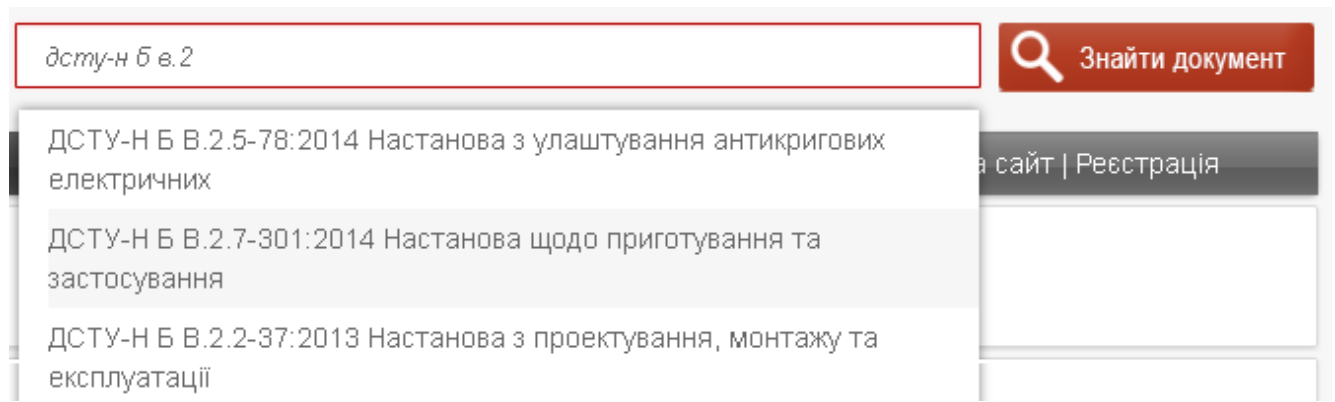 дсту-н б в.2
Знайти документ
ДСТУ-Н Б В.2.5-78:2014 Настанова з улаштування антикригових
електричних
а сайт | Реєстрація
ДСТУ-Н Б В.2.7-301:2014 Настанова щодо приготування та
застосування
ДСТУ-Н Б В.2.2-37:2013 Настанова з проектування, монтажу та
експлуатації